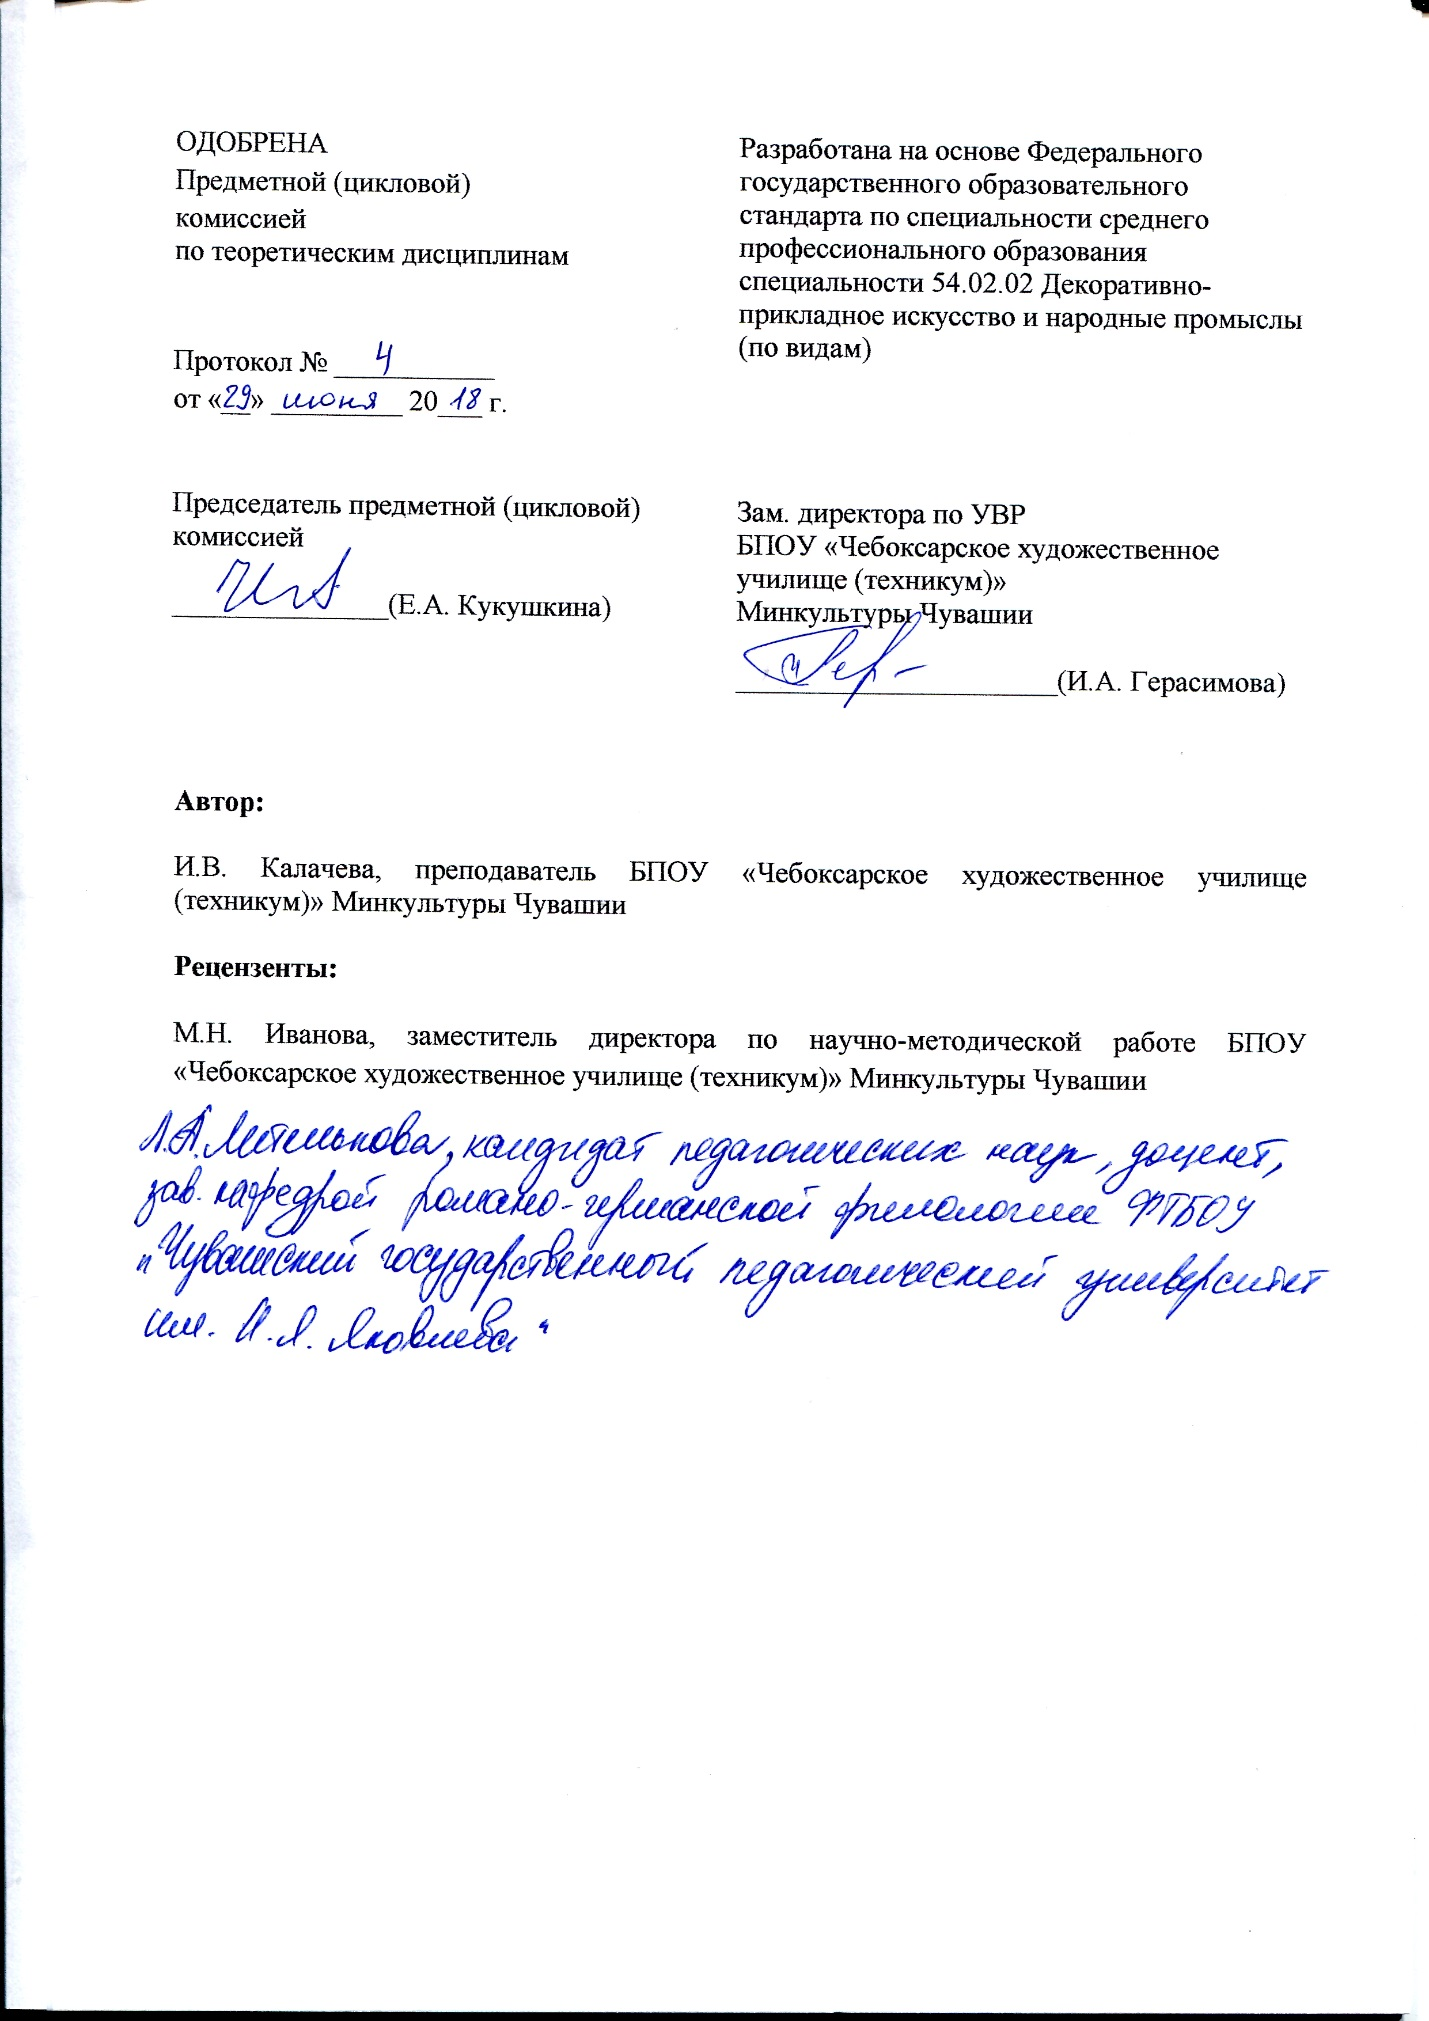 ОДОБРЕНА
Предметной (цикловой)
комиссией
по теоретическим дисциплинам
Протокол № 4
от «29» июня 2018 г.
Разработана на основе Федерального
государственного образовательного
стандарта по специальности среднего
профессионального образования
специальности 54.02.02 Декоративно-
прикладное искусство и народные промыслы
(по видам)
Председатель предметной (цикловой)
комиссией
(Е.А. Кукушкина)
Зам. директора по УВР
БПОУ «Чебоксарское художественное
училище (техникум)»
Минкультуры Чувашии
(И.А. Герасимова)
Автор:
И.В. Калачева, преподаватель БПОУ «Чебоксарское художественное училище
(техникум)» Минкультуры Чувашии
Рецензенты:
М.Н. Иванова, заместитель директора по научно-методической работе БПОУ
«Чебоксарское художественное училище (техникум)» Минкультуры Чувашии
Л.А. Метелькова, кандидат педагогических наук, доцент,
зав. кафедрой романо-германской филологии ФГБОУ
"Чувашский государственный педагогический университет
им. И.Я. Яковлева"